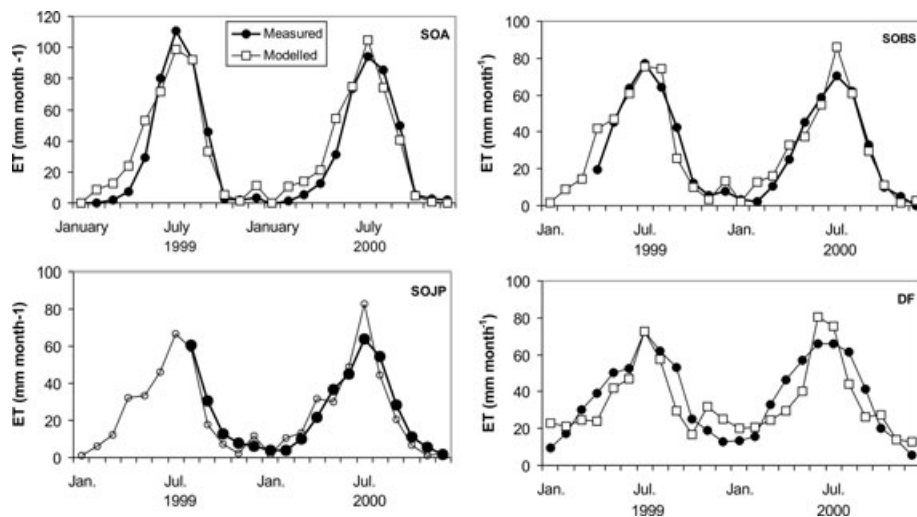 SOA
Measured
Modelled
ET (mm month -1)
120
100
80
60
40
20
0
January July January July
1999 2000
SOBS
ET (mm month⁻¹)
100
80
60
40
20
0
Jan. Jul. Jan. Jul.
1999 2000
SOJP
ET (mm month-1)
100
80
60
40
20
0
Jan. July Jan. July
1999 2000
DF
ET (mm month⁻¹)
100
80
60
40
20
0
Jan. Jul. Jan. Jul.
1999 2000